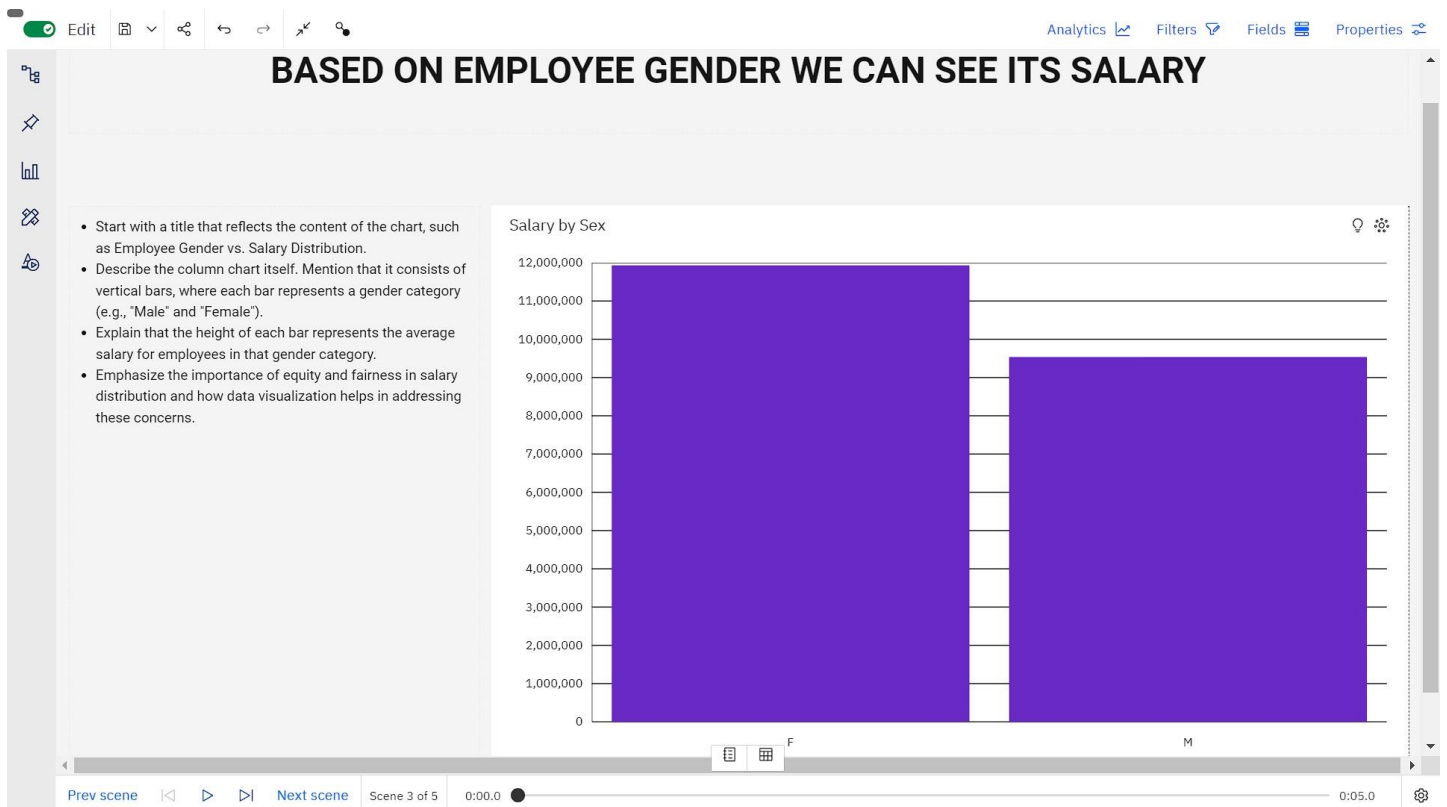 Edit
Analytics
Filters
Fields
Properties
BASED ON EMPLOYEE GENDER WE CAN SEE ITS SALARY
• Start with a title that reflects the content of the chart, such
as Employee Gender vs. Salary Distribution.
• Describe the column chart itself. Mention that it consists of
vertical bars, where each bar represents a gender category
(e.g., "Male" and "Female").
• Explain that the height of each bar represents the average
salary for employees in that gender category.
• Emphasize the importance of equity and fairness in salary
distribution and how data visualization helps in addressing
these concerns.
Salary by Sex
12,000,000
11,000,000
10,000,000
9,000,000
8,000,000
7,000,000
6,000,000
5,000,000
4,000,000
3,000,000
2,000,000
1,000,000
0
F
M
Prev scene
Next scene
Scene 3 of 5
0:00.0
0:05.0